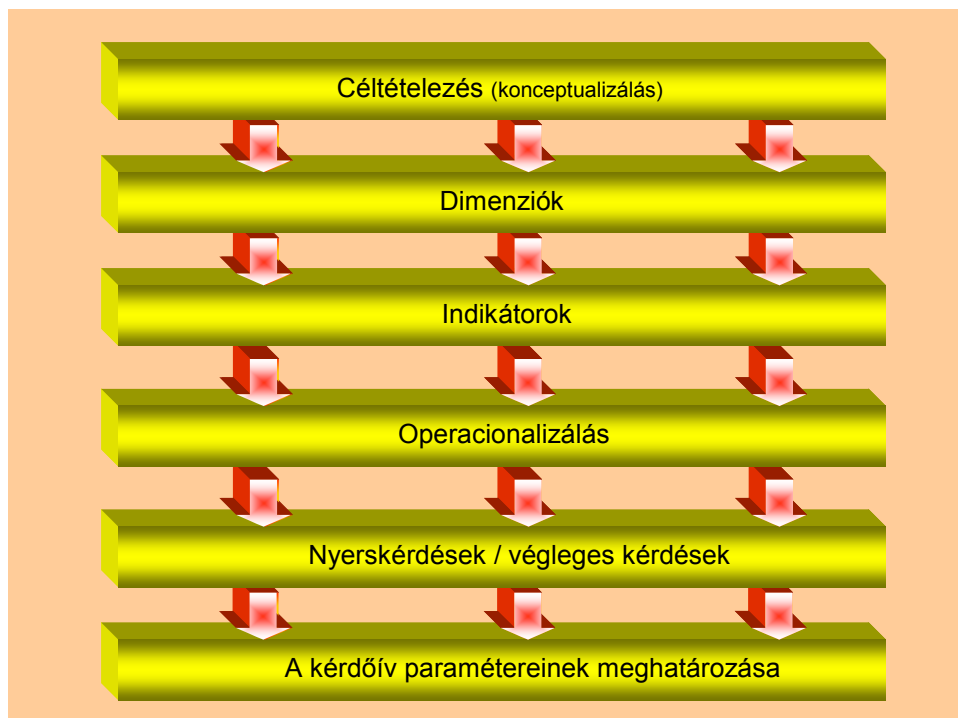 Céltételezés (konceptualizálás)
Dimenziók
Indikátorok
Operacionalizálás
Nyerskérdések / végleges kérdések
A kérdőív paramétereinek meghatározása